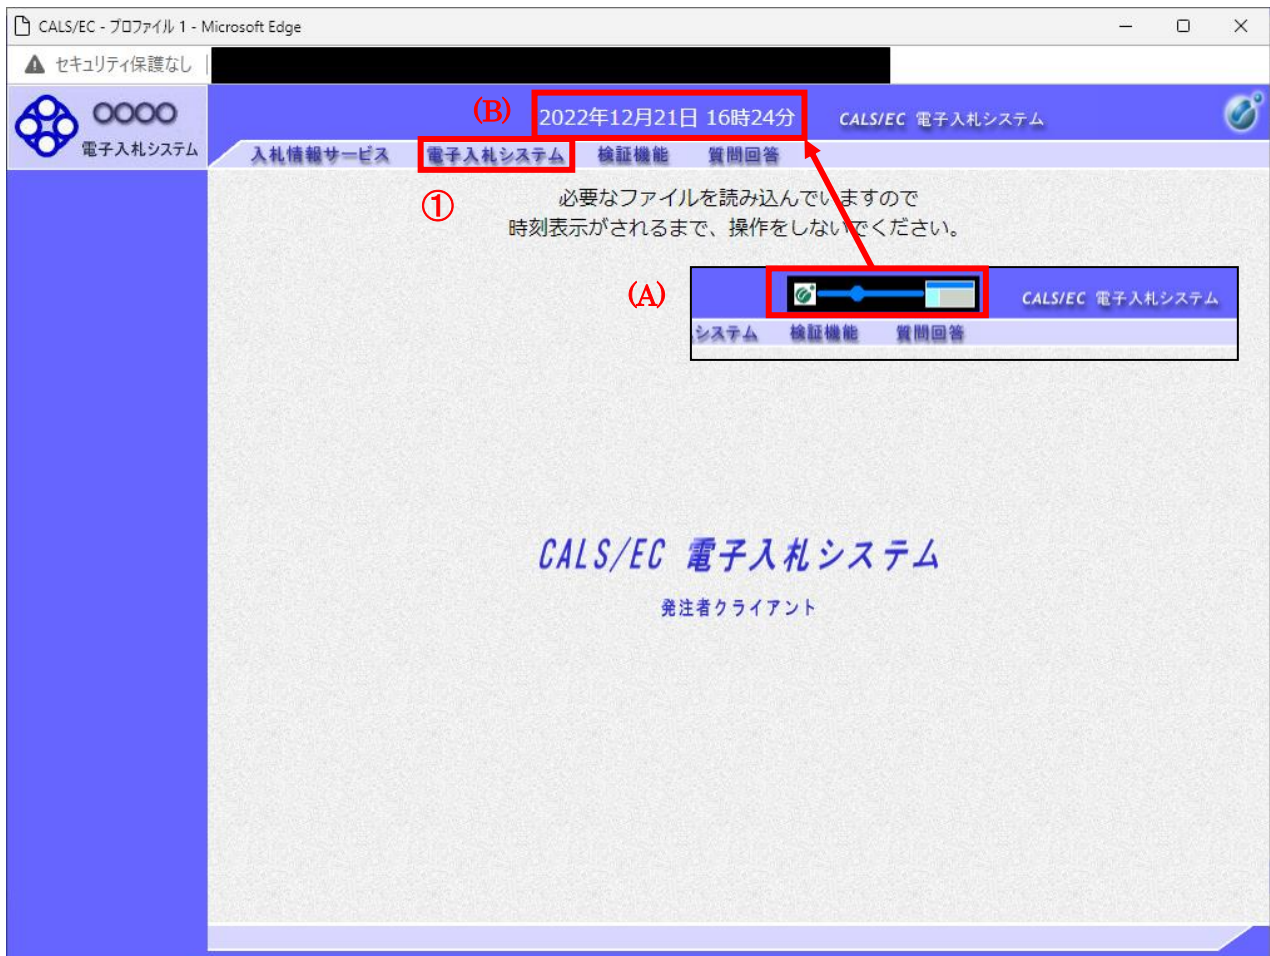 CALS/EC - プロファイル 1 - Microsoft Edge
セキュリティ保護なし
OOOO
電子入札システム
(B)
2022年12月21日 16時24分
CALS/EC 電子入札システム
入札情報サービス 電子入札システム 検証機能 質問回答
①
必要なファイルを読み込んでいますので
時刻表示がされるまで、操作をしないでください。
(A)
CALS/EC 電子入札システム
システム 検証機能 質問回答
CALS/EC 電子入札システム
発注者クライアント